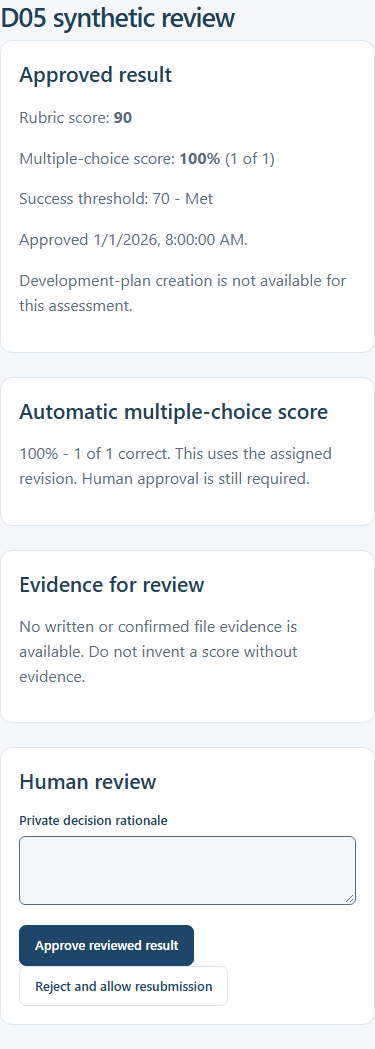 D05 synthetic review
Approved result
Rubric score: 90
Multiple-choice score: 100% (1 of 1)
Success threshold: 70 - Met
Approved 1/1/2026, 8:00:00 AM.
Development-plan creation is not available for
this assessment.
Automatic multiple-choice score
100% - 1 of 1 correct. This uses the assigned
revision. Human approval is still required.
Evidence for review
No written or confirmed file evidence is
available. Do not invent a score without
evidence.
Human review
Private decision rationale
Approve reviewed result
Reject and allow resubmission